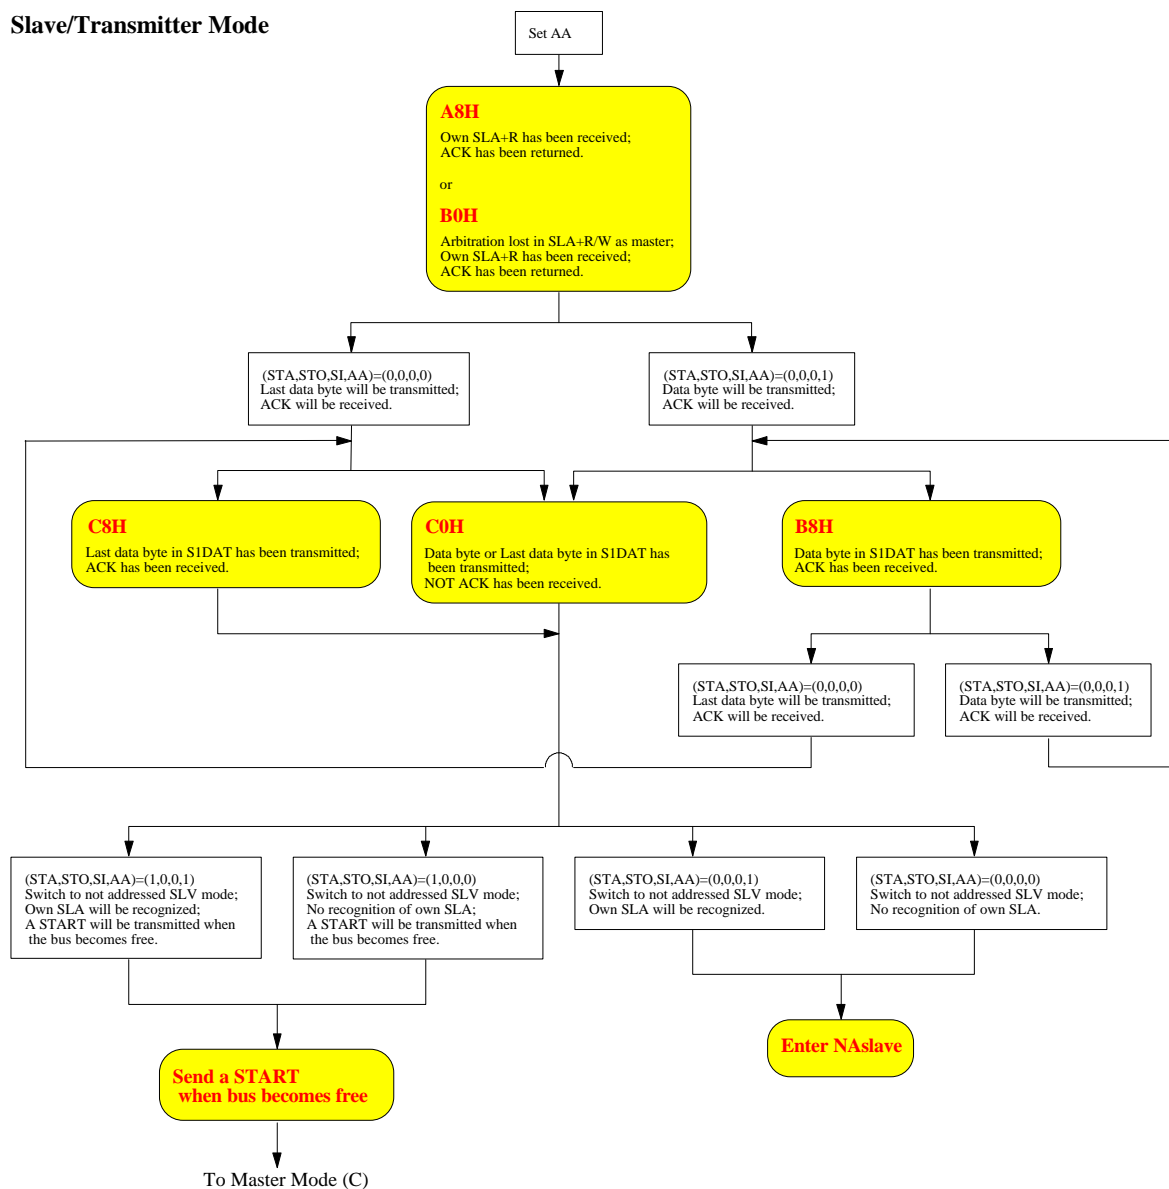 Slave/Transmitter Mode
Set AA
A8H
Own SLA+R has been received;
ACK has been returned.
or
B0H
Arbitration lost in SLA+R/W as master;
Own SLA+R has been received;
ACK has been returned.
(STA,STO,SI,AA)=(0,0,0,0)
Last data byte will be transmitted;
ACK will be received.
(STA,STO,SI,AA)=(0,0,0,1)
Data byte will be transmitted;
ACK will be received.
C8H
Last data byte in S1DAT has been transmitted;
ACK has been received.
C0H
Data byte or Last data byte in S1DAT has
been transmitted;
NOT ACK has been received.
B8H
Data byte in S1DAT has been transmitted;
ACK has been received.
(STA,STO,SI,AA)=(0,0,0,0)
Last data byte will be transmitted;
ACK will be received.
(STA,STO,SI,AA)=(0,0,0,1)
Data byte will be transmitted;
ACK will be received.
(STA,STO,SI,AA)=(1,0,0,1)
Switch to not addressed SLV mode;
Own SLA will be recognized;
A START will be transmitted when
the bus becomes free.
(STA,STO,SI,AA)=(1,0,0,0)
Switch to not addressed SLV mode;
No recognition of own SLA;
A START will be transmitted when
the bus becomes free.
(STA,STO,SI,AA)=(0,0,0,1)
Switch to not addressed SLV mode;
Own SLA will be recognized.
(STA,STO,SI,AA)=(0,0,0,0)
Switch to not addressed SLV mode;
No recognition of own SLA.
Send a START
when bus becomes free
Enter NAslave
To Master Mode (C)